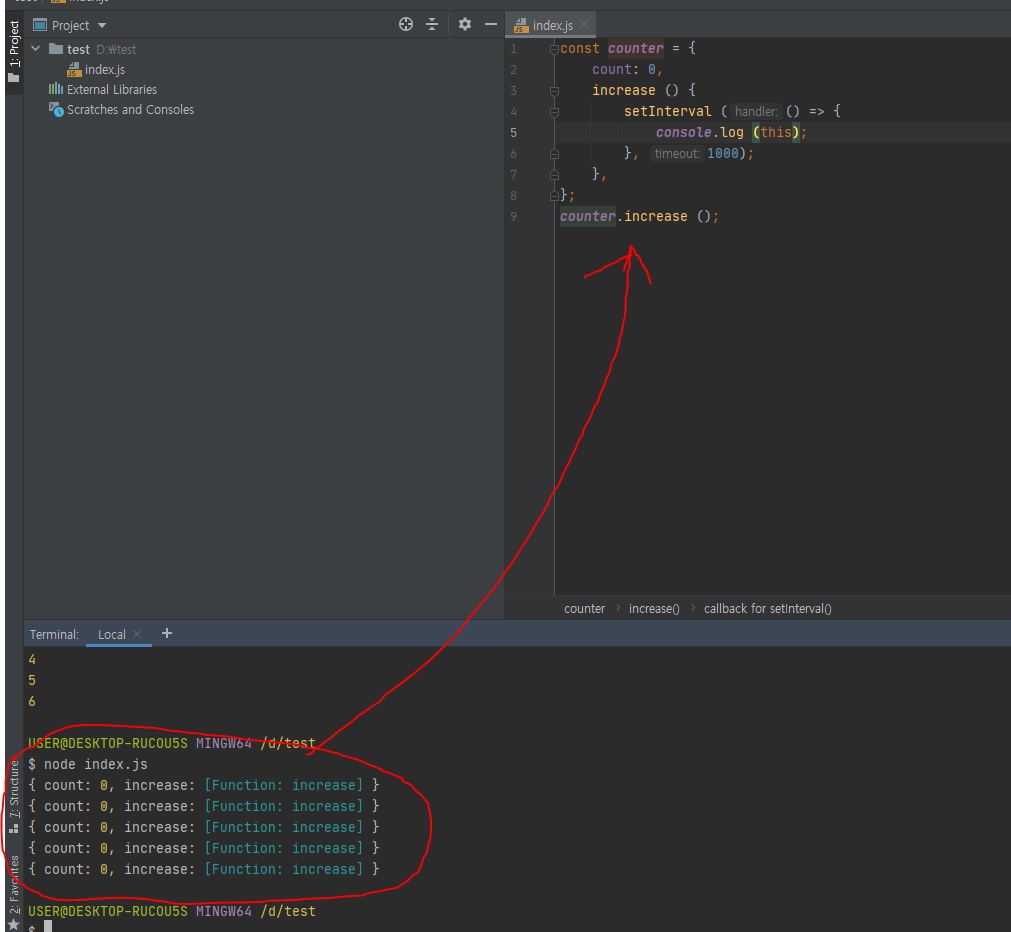 index.js
Project
index.js
1: Project
test D:₩test
index.js
External Libraries
Scratches and Consoles
1 const counter = {
2 count: 0,
3 increase () {
4 setInterval ( handler: () => {
5 console.log (this);
6 }, timeout: 1000);
7 },
8 };
9 counter.increase ();
counter › increase() › callback for setInterval()
Terminal: Local × +
4
5
6
USER@DESKTOP-RUCOU5S MINGW64 /d/test
$ node index.js
{ count: 0, increase: [Function: increase] }
{ count: 0, increase: [Function: increase] }
{ count: 0, increase: [Function: increase] }
{ count: 0, increase: [Function: increase] }
{ count: 0, increase: [Function: increase] }
USER@DESKTOP-RUCOU5S MINGW64 /d/test
$
7: Structure
2: Favorites